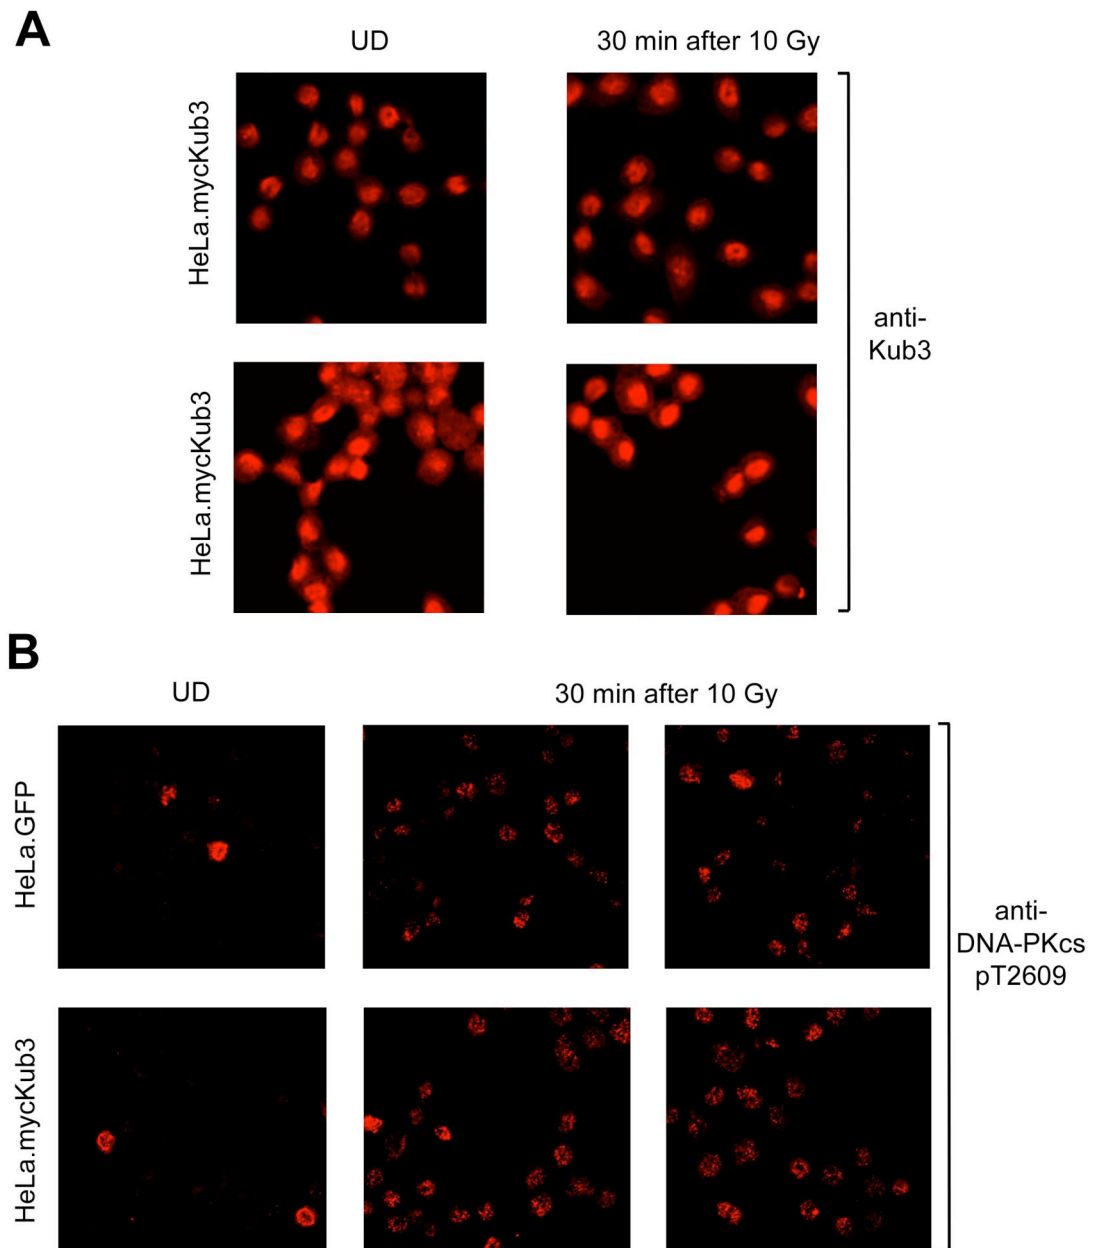 A
UD
30 min after 10 Gy
HeLa.mycKub3
HeLa.mycKub3
anti-
Kub3
B
UD
30 min after 10 Gy
HeLa.GFP
HeLa.mycKub3
anti-
DNA-PKcs
pT2609